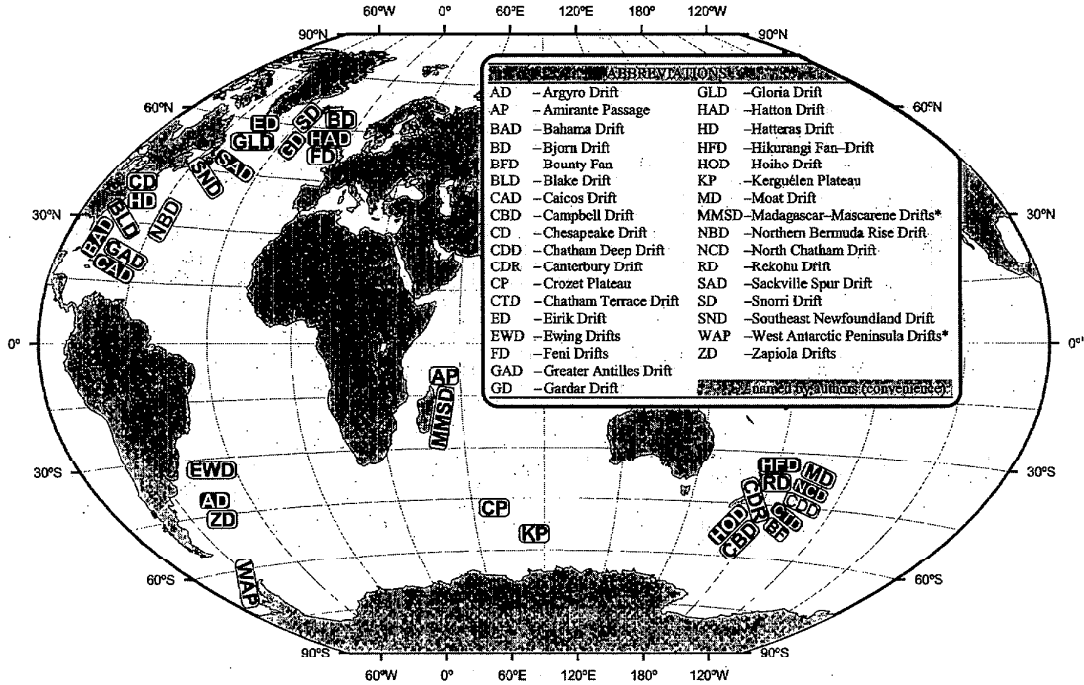 60°W 0° 60°E 120°E 180° 120°W
90°N 90°N
ABBREVIATIONS
AD –Argyro Drift
AP –Amirante Passage
BAD –Bahama Drift
BD –Bjorn Drift
BFD –Bounty Fan
BLD –Blake Drift
CAD –Caicos Drift
CBD –Campbell Drift
CD –Chesapeake Drift
CDD –Chatham Deep Drift
CDR –Canterbury Drift
CP –Crozet Plateau
CTD –Chatham Terrace Drift
ED –Eirik Drift
EWD –Ewing Drifts
FD –Feni Drifts
GAD –Greater Antilles Drift
GD –Gardar Drift
GLD –Gloria Drift
HAD –Hatton Drift
HD –Hatteras Drift
HFD –Hikurangi Fan–Drift
HOD –Hoiho Drift
KP –Kerguélen Plateau
MD –Moat Drift
MMSD –Madagascar–Mascarene Drifts*
NBD –Northern Bermuda Rise Drift
NCD –North Chatham Drift
RD –Rekohu Drift
SAD –Sackville Spur Drift
SD –Snorri Drift
SND –Southeast Newfoundland Drift
WAP –West Antarctic Peninsula Drifts*
ZD –Zapiola Drifts
named by authors (convenience)
60°N 60°N
ED SD BD
GLD GD HAD
FD
SAD
SND
CD
HD
30°N 30°N
BLD NBD
BAD
GAD
CAD
0° 0°
AP
MMSD
30°S 30°S
EWD
AD
ZD
CP
KP
HFD MD
RD NCD
CDR CDD
CTD
HOD BF
CBD
60°S 60°S
WAP
90°S 90°S
60°W 0° 60°E 120°E 180° 120°W